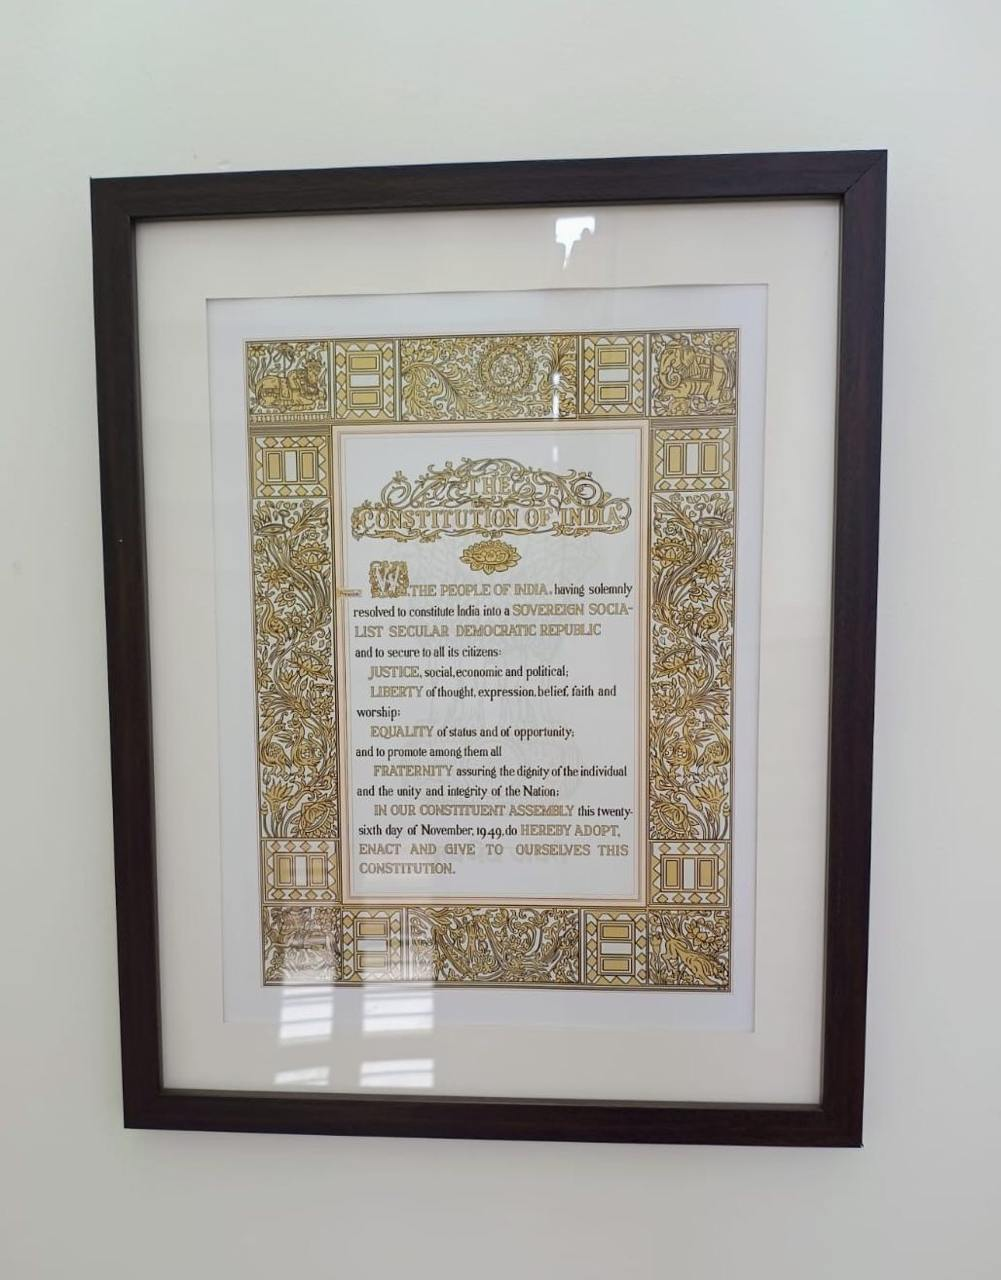 THE
CONSTITUTION OF INDIA
Preamble
WE, THE PEOPLE OF INDIA, having solemnly
resolved to constitute India into a SOVEREIGN SOCIA-
LIST SECULAR DEMOCRATIC REPUBLIC
and to secure to all its citizens:
JUSTICE, social, economic and political;
LIBERTY of thought, expression, belief, faith and
worship;
EQUALITY of status and of opportunity;
and to promote among them all
FRATERNITY assuring the dignity of the individual
and the unity and integrity of the Nation;
IN OUR CONSTITUENT ASSEMBLY this twenty-
sixth day of November, 1949, do HEREBY ADOPT,
ENACT AND GIVE TO OURSELVES THIS
CONSTITUTION.